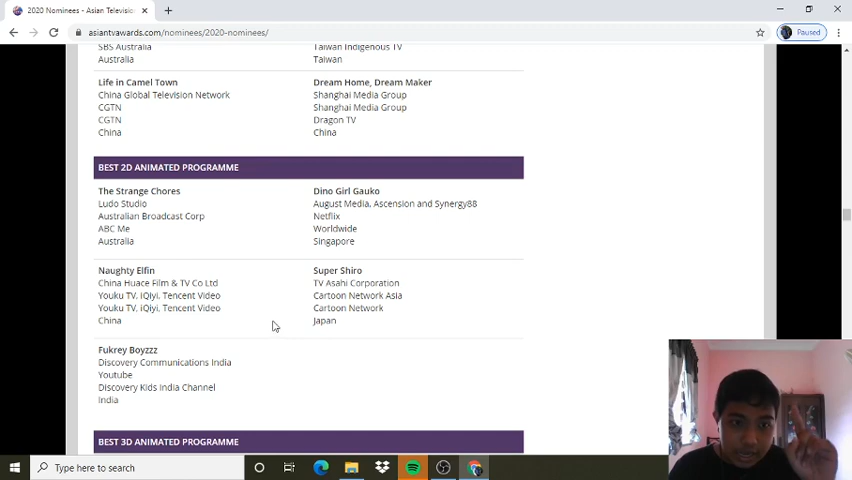 2020 Nominees - Asian Televisio
asiantvawards.com/nominees/2020-nominees/
Paused
SBS Australia
Australia
Taiwan Indigenous TV
Taiwan
Life in Camel Town
China Global Television Network
CGTN
CGTN
China
Dream Home, Dream Maker
Shanghai Media Group
Shanghai Media Group
Dragon TV
China
BEST 2D ANIMATED PROGRAMME
The Strange Chores
Ludo Studio
Australian Broadcast Corp
ABC Me
Australia
Dino Girl Gauko
August Media, Ascension and Synergy88
Netflix
Worldwide
Singapore
Naughty Elfin
China Huace Film & TV Co Ltd
Youku TV, iQiyi, Tencent Video
Youku TV, iQiyi, Tencent Video
China
Super Shiro
TV Asahi Corporation
Cartoon Network Asia
Cartoon Network
Japan
Fukrey Boyzzz
Discovery Communications India
Youtube
Discovery Kids India Channel
India
BEST 3D ANIMATED PROGRAMME
Type here to search